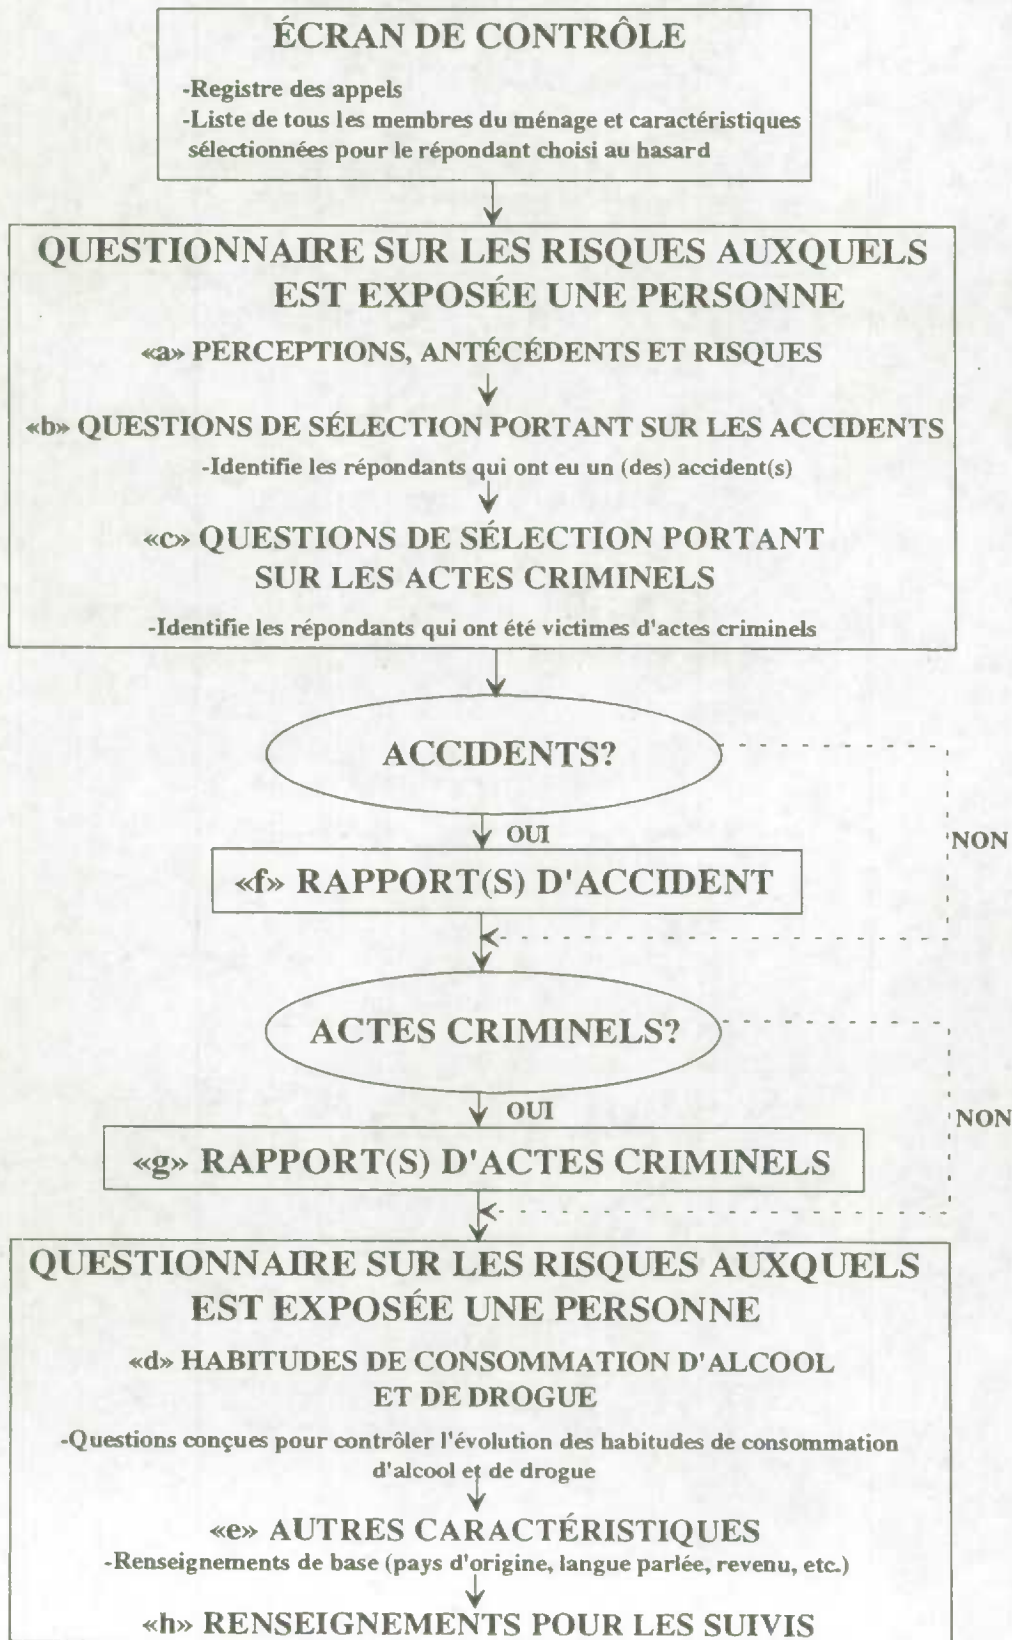 ÉCRAN DE CONTRÔLE
-Registre des appels
-Liste de tous les membres du ménage et caractéristiques
sélectionnées pour le répondant choisi au hasard
QUESTIONNAIRE SUR LES RISQUES AUXQUELS
EST EXPOSÉE UNE PERSONNE
«a» PERCEPTIONS, ANTÉCÉDENTS ET RISQUES
«b» QUESTIONS DE SÉLECTION PORTANT SUR LES ACCIDENTS
-Identifie les répondants qui ont eu un (des) accident(s)
«c» QUESTIONS DE SÉLECTION PORTANT
SUR LES ACTES CRIMINELS
-Identifie les répondants qui ont été victimes d'actes criminels
ACCIDENTS?
OUI
NON
«f» RAPPORT(S) D'ACCIDENT
ACTES CRIMINELS?
OUI
NON
«g» RAPPORT(S) D'ACTES CRIMINELS
QUESTIONNAIRE SUR LES RISQUES AUXQUELS
EST EXPOSÉE UNE PERSONNE
«d» HABITUDES DE CONSOMMATION D'ALCOOL
ET DE DROGUE
-Questions conçues pour contrôler l'évolution des habitudes de consommation
d'alcool et de drogue
«e» AUTRES CARACTÉRISTIQUES
-Renseignements de base (pays d'origine, langue parlée, revenu, etc.)
«h» RENSEIGNEMENTS POUR LES SUIVIS